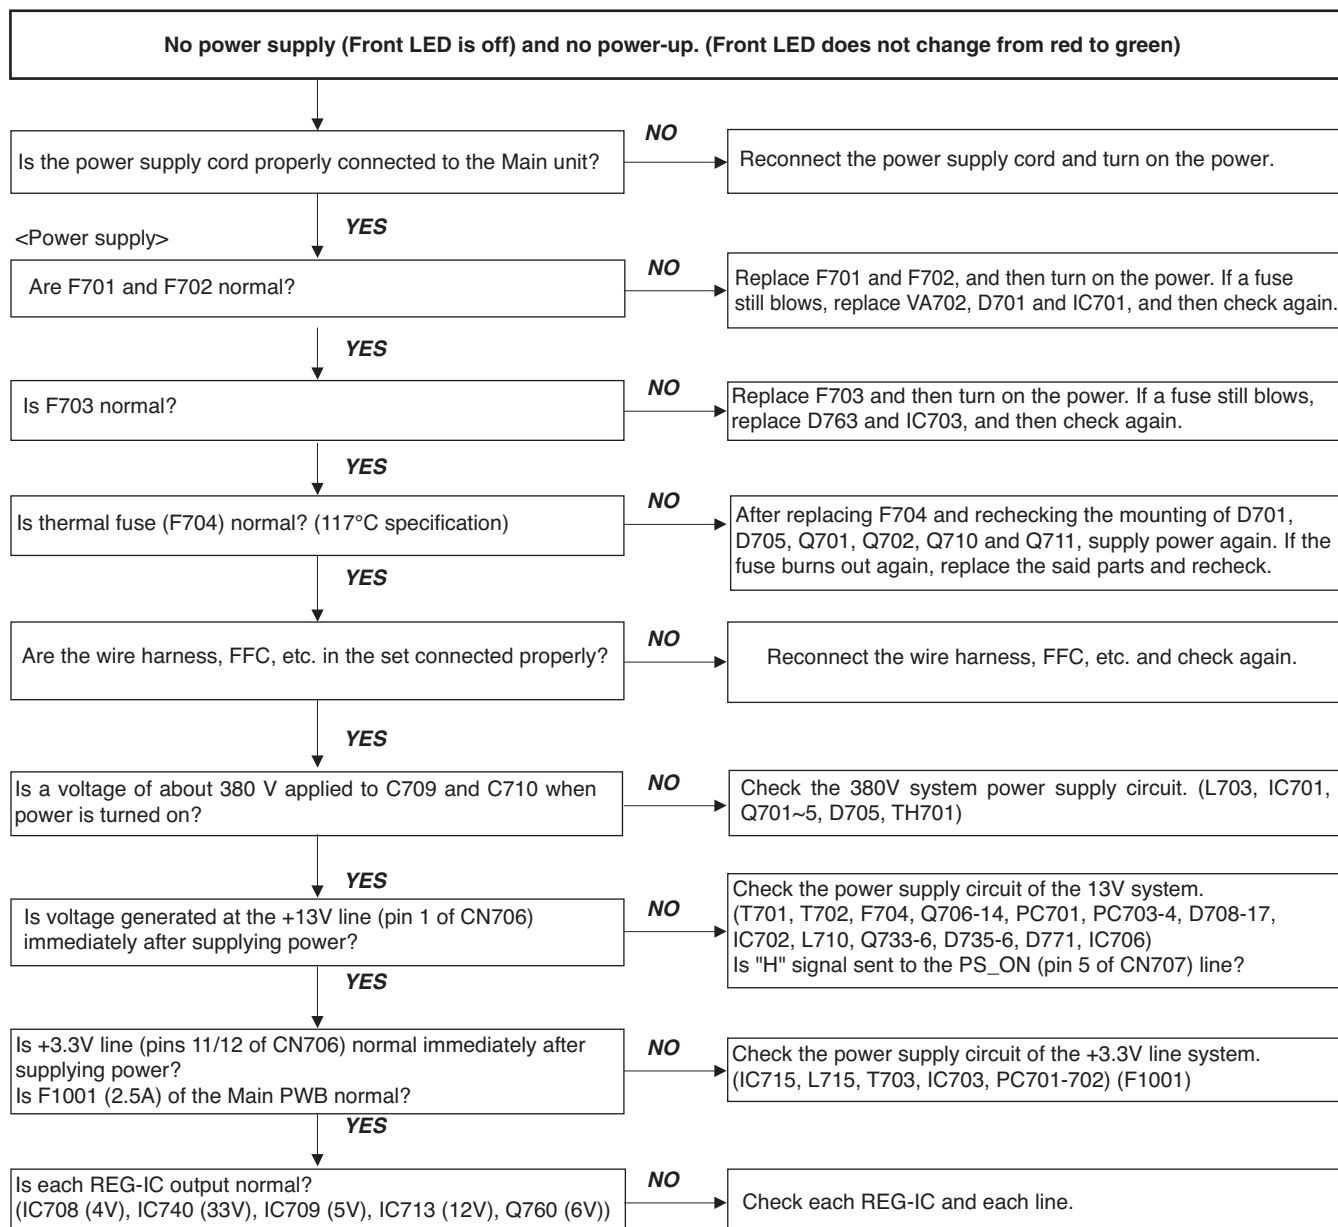 No power supply (Front LED is off) and no power-up. (Front LED does not change from red to green)
Is the power supply cord properly connected to the Main unit?
NO
Reconnect the power supply cord and turn on the power.
YES
<Power supply>
Are F701 and F702 normal?
NO
Replace F701 and F702, and then turn on the power. If a fuse
still blows, replace VA702, D701 and IC701, and then check again.
YES
Is F703 normal?
NO
Replace F703 and then turn on the power. If a fuse still blows,
replace D763 and IC703, and then check again.
YES
Is thermal fuse (F704) normal? (117°C specification)
NO
After replacing F704 and rechecking the mounting of D701,
D705, Q701, Q702, Q710 and Q711, supply power again. If the
fuse burns out again, replace the said parts and recheck.
YES
Are the wire harness, FFC, etc. in the set connected properly?
NO
Reconnect the wire harness, FFC, etc. and check again.
YES
Is a voltage of about 380 V applied to C709 and C710 when
power is turned on?
NO
Check the 380V system power supply circuit. (L703, IC701,
Q701~5, D705, TH701)
YES
Is voltage generated at the +13V line (pin 1 of CN706)
immediately after supplying power?
NO
Check the power supply circuit of the 13V system.
(T701, T702, F704, Q706-14, PC701, PC703-4, D708-17,
IC702, L710, Q733-6, D735-6, D771, IC706)
Is "H" signal sent to the PS_ON (pin 5 of CN707) line?
YES
Is +3.3V line (pins 11/12 of CN706) normal immediately after
supplying power?
Is F1001 (2.5A) of the Main PWB normal?
NO
Check the power supply circuit of the +3.3V line system.
(IC715, L715, T703, IC703, PC701-702) (F1001)
YES
Is each REG-IC output normal?
(IC708 (4V), IC740 (33V), IC709 (5V), IC713 (12V), Q760 (6V))
NO
Check each REG-IC and each line.